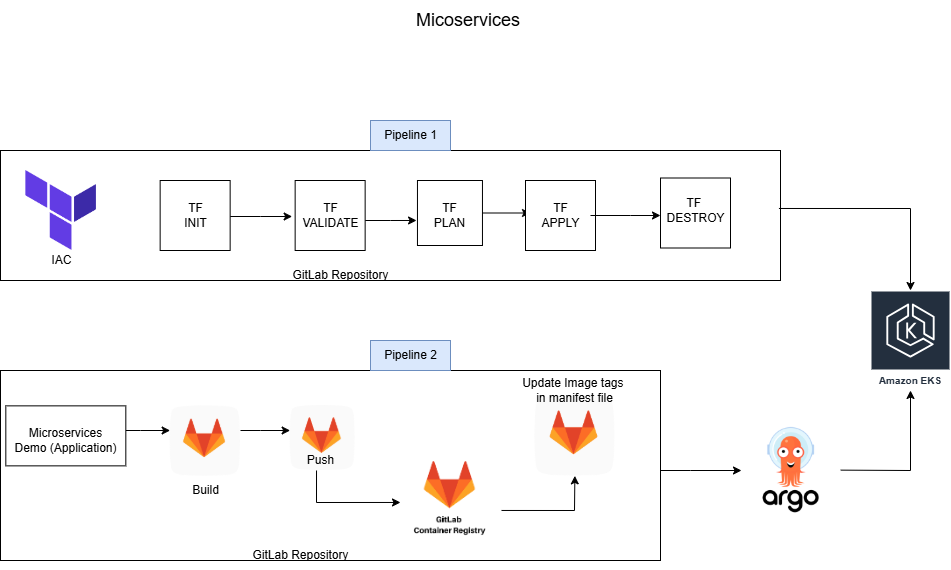 Micoservices
Pipeline 1
TF
INIT
TF
VALIDATE
TF
PLAN
TF
APPLY
TF
DESTROY
IAC
GitLab Repository
K
Amazon EKS
Pipeline 2
Update Image tags
in manifest file
Microservices
Demo (Application)
Push
Build
GitLab
Container Registry
argo
GitLab Repository